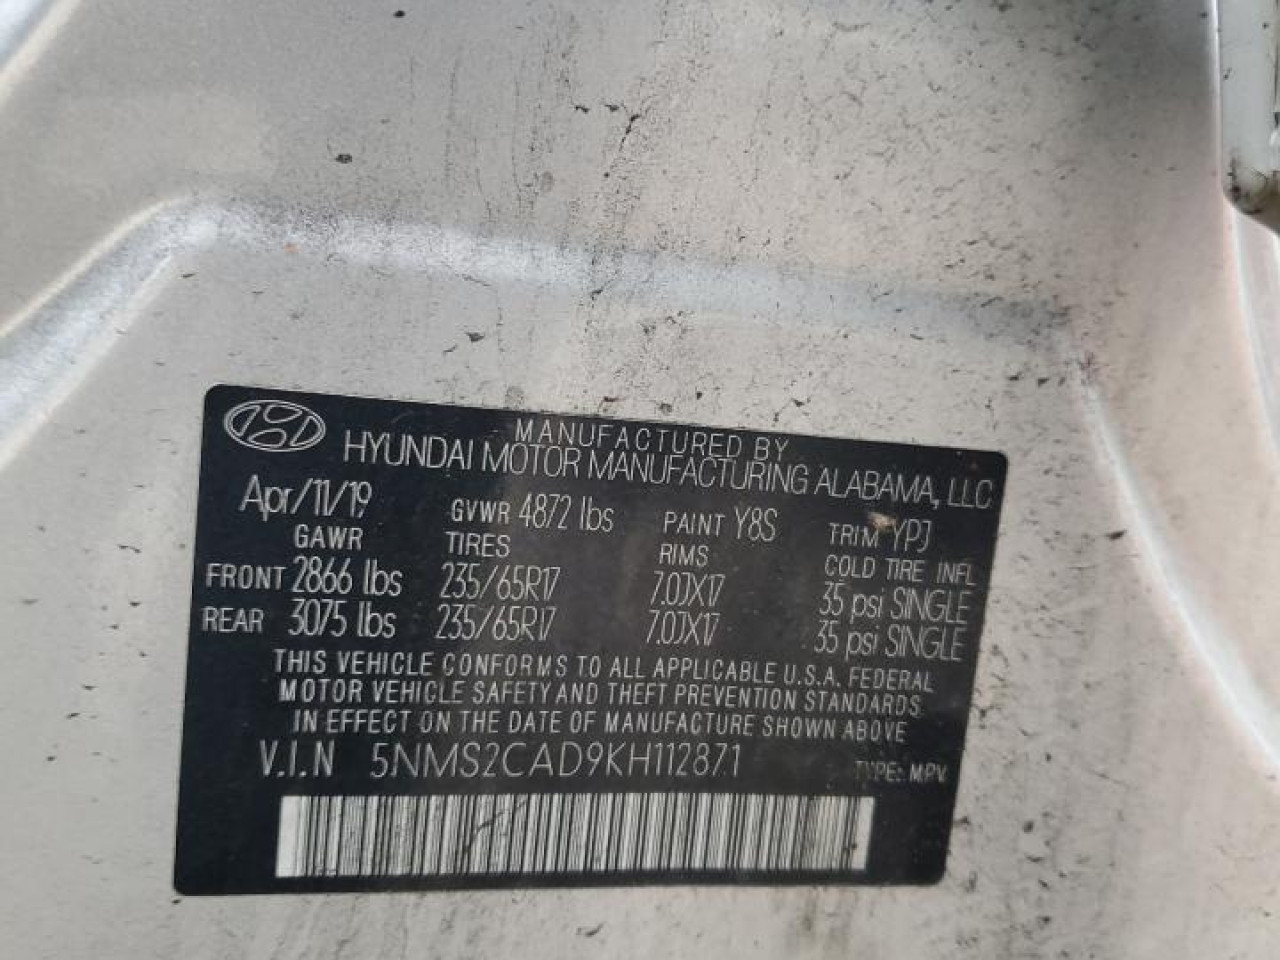 MANUFACTURED BY
HYUNDAI MOTOR MANUFACTURING ALABAMA, LLC
Apr/11/19 GVWR 4872 lbs PAINT Y8S TRIM YPJ
GAWR TIRES RIMS COLD TIRE INFL
FRONT 2866 lbs 235/65R17 7.0JX17 35 psi SINGLE
REAR 3075 lbs 235/65R17 7.0JX17 35 psi SINGLE
THIS VEHICLE CONFORMS TO ALL APPLICABLE U.S.A. FEDERAL
MOTOR VEHICLE SAFETY AND THEFT PREVENTION STANDARDS
IN EFFECT ON THE DATE OF MANUFACTURE SHOWN ABOVE
V.I.N 5NMS2CAD9KH112871 TYPE: MPV